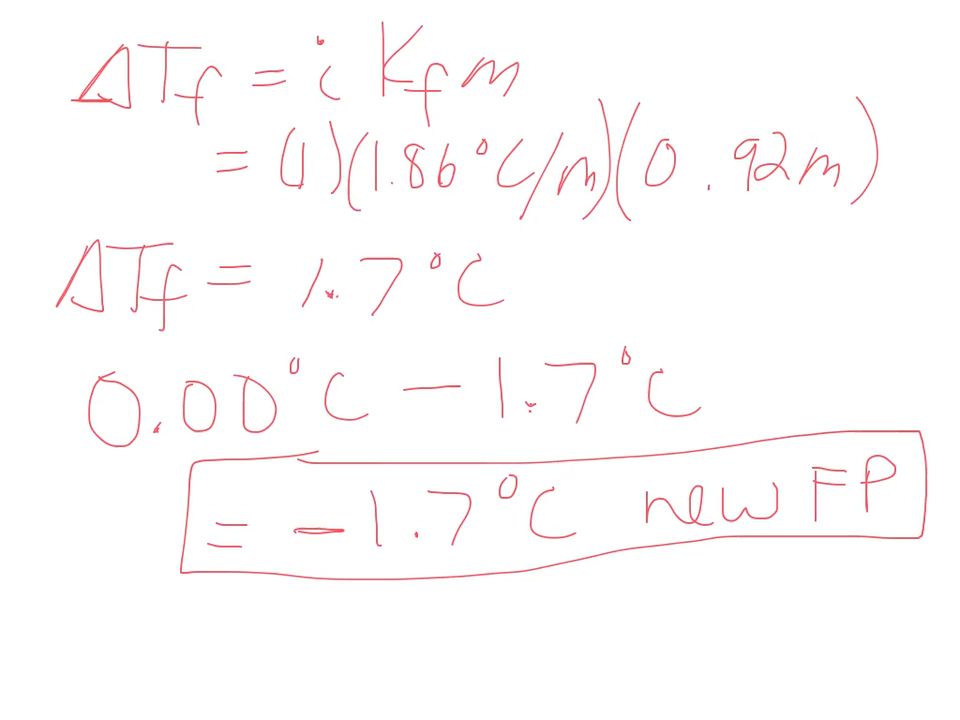 ΔTf = i Kf m
= (1)(1.86°C/m)(0.92m)
ΔTf = 1.7°C
0.00°C - 1.7°C
= -1.7°C new FP